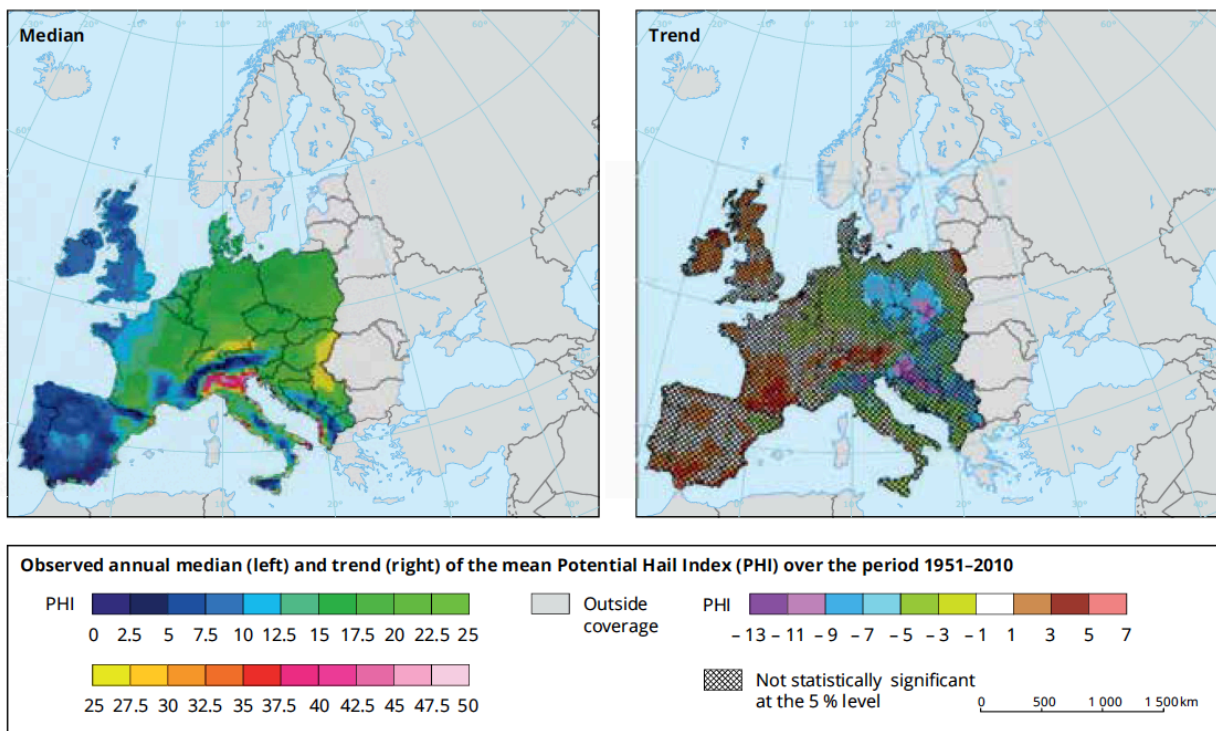 Median
Trend
Observed annual median (left) and trend (right) of the mean Potential Hail Index (PHI) over the period 1951–2010
PHI
0 2.5 5 7.5 10 12.5 15 17.5 20 22.5 25
25 27.5 30 32.5 35 37.5 40 42.5 45 47.5 50
Outside
coverage
PHI
– 13 – 11 – 9 – 7 – 5 – 3 – 1 1 3 5 7
Not statistically significant
at the 5 % level
0 500 1 000 1 500 km